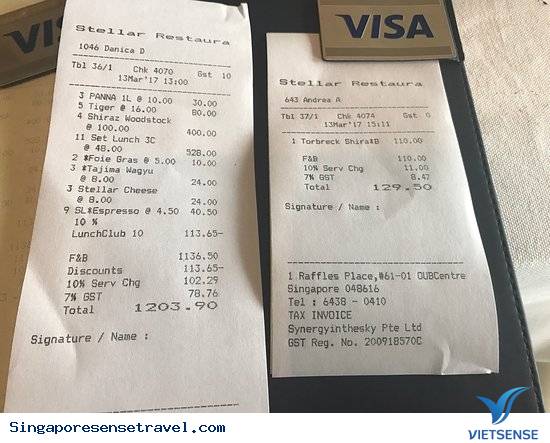 VISA
Stellar Restaura
1046 Danica D
Tbl 36/1 Chk 4070 Gst 10
13Mar'17 13:00
3 PANNA 1L @ 10.00 30.00
5 Tiger @ 16.00 80.00
4 Shiraz Woodstock
@ 100.00 400.00
11 Set Lunch 3C
@ 48.00 528.00
2 *Foie Gras @ 5.00 10.00
3 *Tajima Wagyu
@ 8.00 24.00
3 Stellar Cheese
@ 8.00 24.00
9 SL*Espresso @ 4.50 40.50
10 %
LunchClub 10 113.65-
F&B 1136.50
Discounts 113.65-
10% Serv Chg 102.29
7% GST 78.76
Total 1203.90
Signature / Name :
VISA
Stellar Restaura
643 Andrea A
Tbl 37/1 Chk 4074 Gst 0
13Mar'17 15:11
1 Torbreck Shira*B 110.00
F&B 110.00
10% Serv Chg 11.00
7% GST 8.47
Total 129.50
Signature / Name :
1 Raffles Place,#61-01 OUBCentre
Singapore 048616
Tel : 6438 - 0410
TAX INVOICE
Synergyinthesky Pte Ltd
GST Reg. No. 200918570C
Singaporesensetravel.com
VIETSENSE